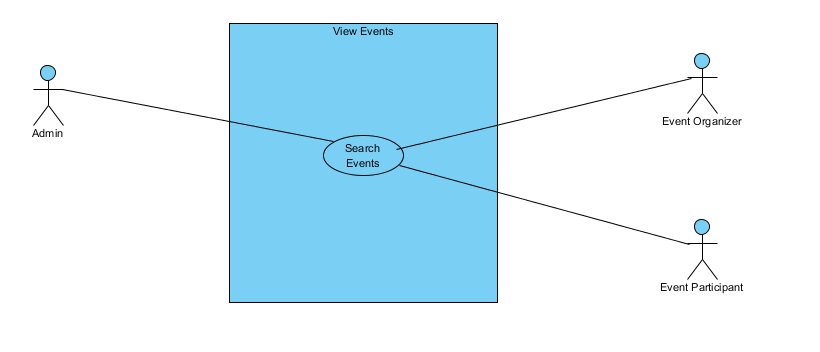 View Events
Admin
Search
Events
Event Organizer
Event Participant